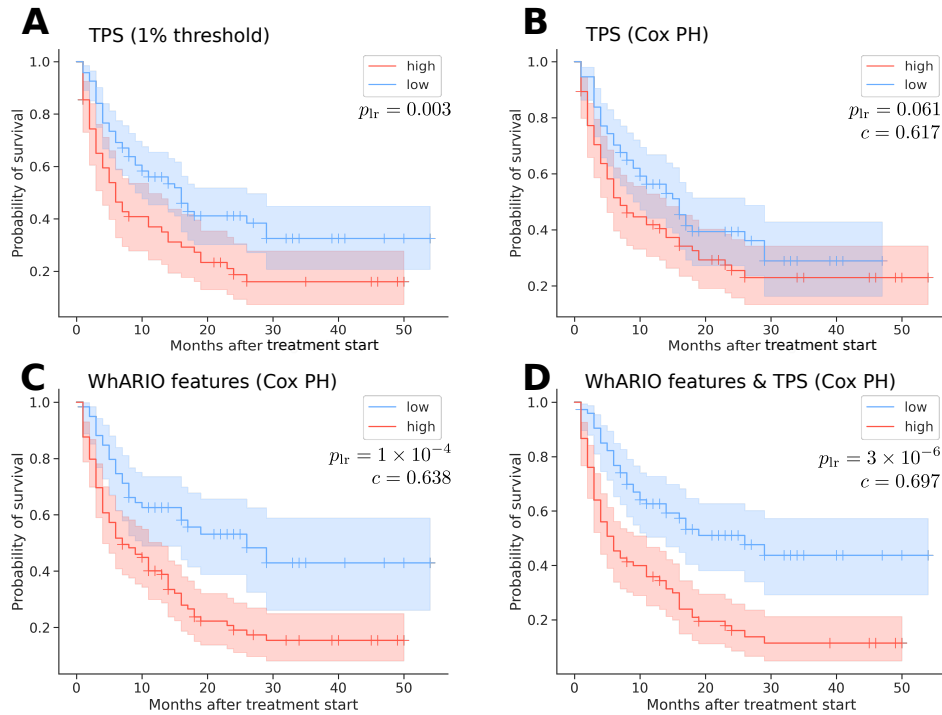 A
TPS (1% threshold)
high
low
p_lr = 0.003
1.0
0.8
0.6
0.4
0.2
Probability of survival
0 10 20 30 40 50
Months after treatment start
B
TPS (Cox PH)
high
low
p_lr = 0.061
c = 0.617
1.0
0.8
0.6
0.4
0.2
Probability of survival
0 10 20 30 40 50
Months after treatment start
C
WhARIO features (Cox PH)
low
high
p_lr = 1 × 10⁻⁴
c = 0.638
1.0
0.8
0.6
0.4
0.2
Probability of survival
0 10 20 30 40 50
Months after treatment start
D
WhARIO features & TPS (Cox PH)
low
high
p_lr = 3 × 10⁻⁶
c = 0.697
1.0
0.8
0.6
0.4
0.2
Probability of survival
0 10 20 30 40 50
Months after treatment start